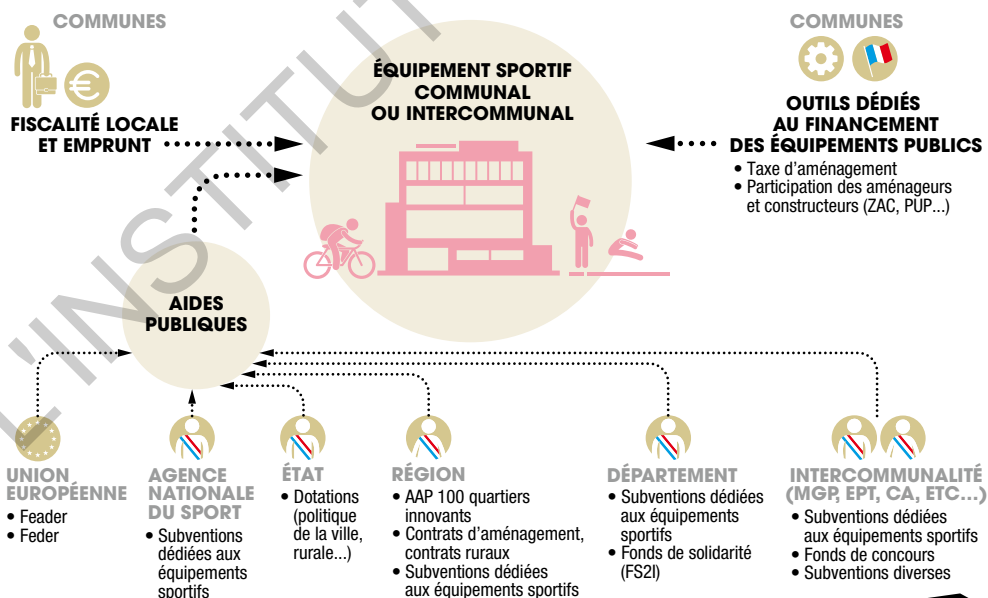 COMMUNES
FISCALITÉ LOCALE
ET EMPRUNT
ÉQUIPEMENT SPORTIF
COMMUNAL
OU INTERCOMMUNAL
COMMUNES
OUTILS DÉDIÉS
AU FINANCEMENT
DES ÉQUIPEMENTS PUBLICS
• Taxe d'aménagement
• Participation des aménageurs
et constructeurs (ZAC, PUP...)
AIDES
PUBLIQUES
UNION
EUROPÉENNE
• Feader
• Feder
AGENCE
NATIONALE
DU SPORT
• Subventions
dédiées aux
équipements
sportifs
ÉTAT
• Dotations
(politique
de la ville,
rurale...)
RÉGION
• AAP 100 quartiers
innovants
• Contrats d'aménagement,
contrats ruraux
• Subventions dédiées
aux équipements sportifs
DÉPARTEMENT
• Subventions dédiées
aux équipements
sportifs
• Fonds de solidarité
(FS2I)
INTERCOMMUNALITÉ
(MGP, EPT, CA, ETC...)
• Subventions dédiées
aux équipements sportifs
• Fonds de concours
• Subventions diverses
L'INSTITUT